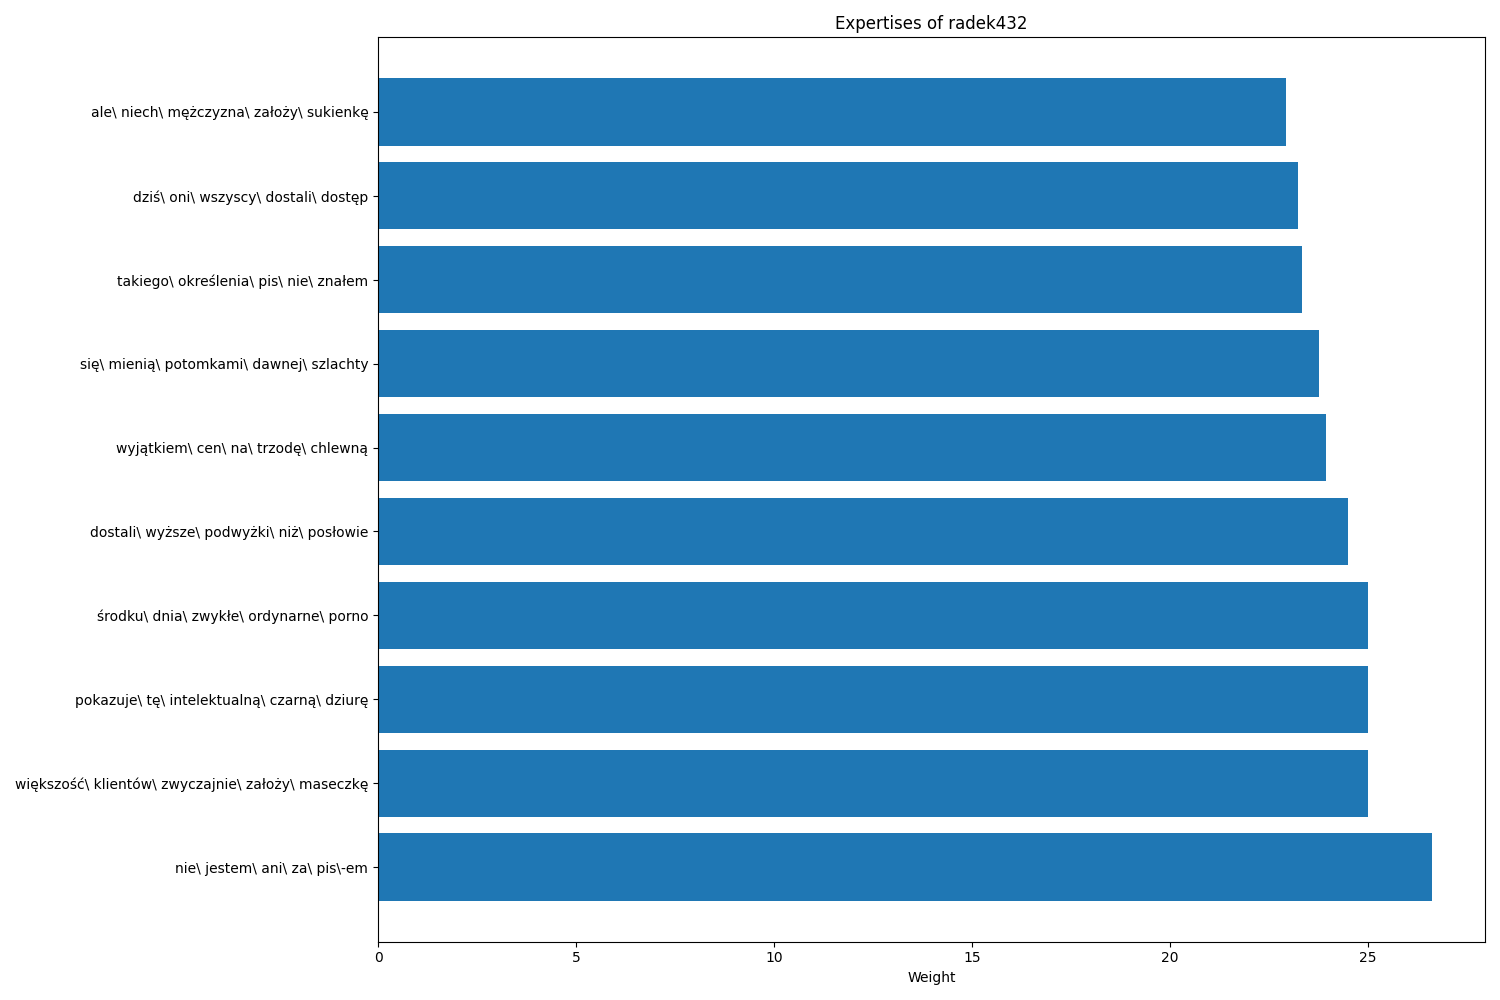 Expertises of radek432
ale\ niech\ mężczyzna\ założy\ sukienkę
dziś\ oni\ wszyscy\ dostali\ dostęp
takiego\ określenia\ pis\ nie\ znałem
się\ mienią\ potomkami\ dawnej\ szlachty
wyjątkiem\ cen\ na\ trzodę\ chlewną
dostali\ wyższe\ podwyżki\ niż\ posłowie
środku\ dnia\ zwykłe\ ordynarne\ porno
pokazuje\ tę\ intelektualną\ czarną\ dziurę
większość\ klientów\ zwyczajnie\ założy\ maseczkę
nie\ jestem\ ani\ za\ pis\-em
0 5 10 15 20 25
Weight